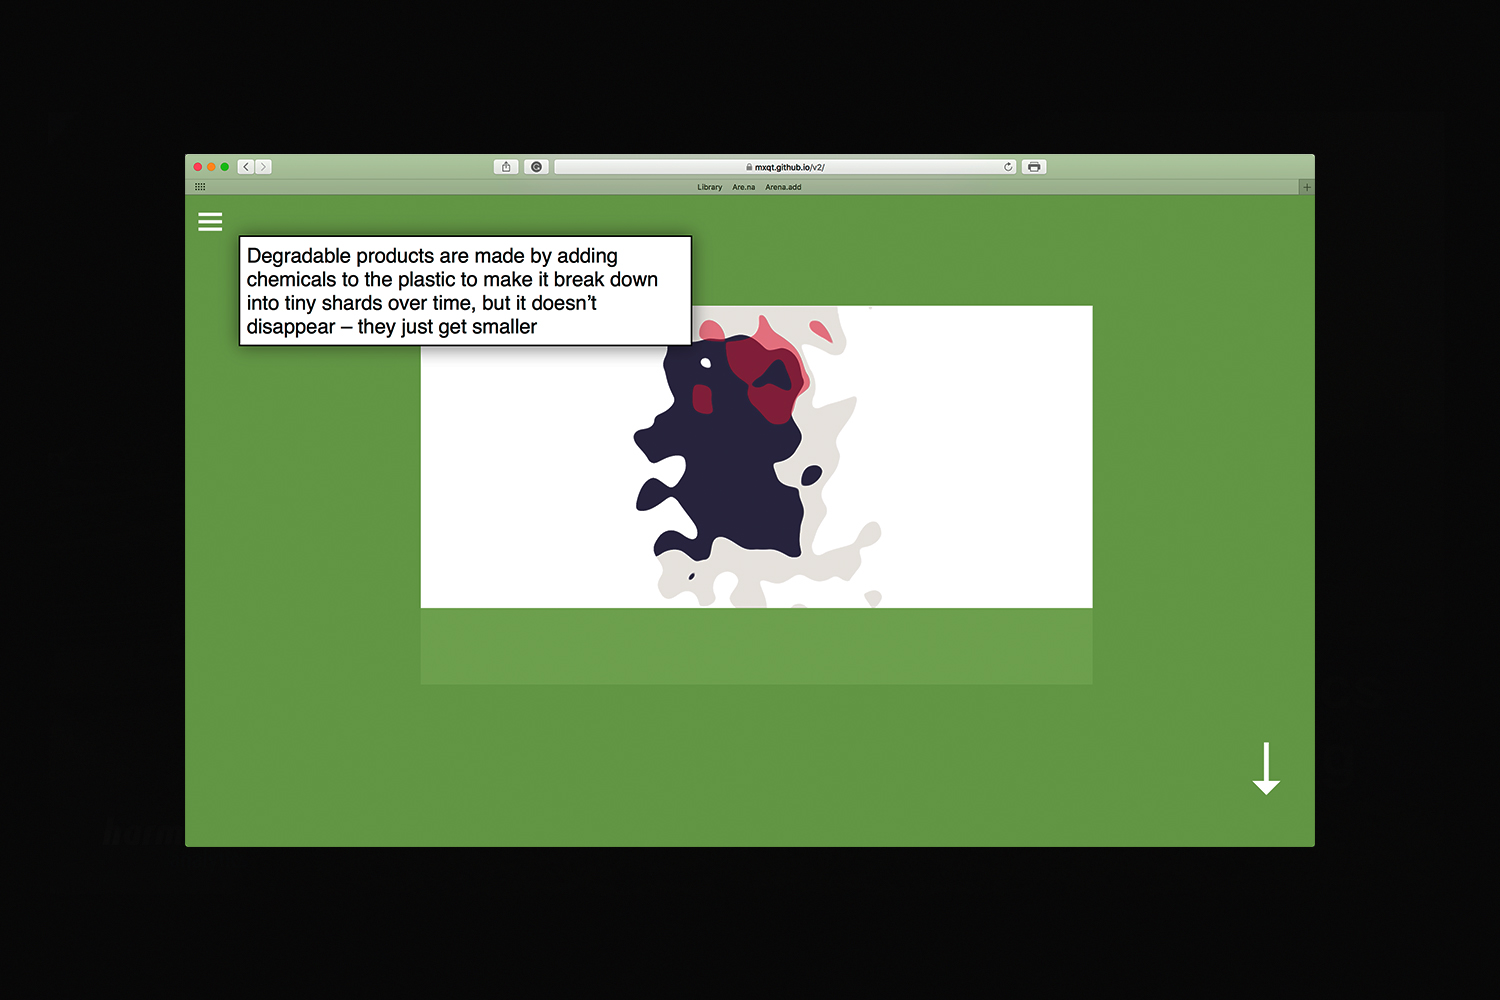 mxqt.github.io/v2/
Library Are.na Arena.add
Degradable products are made by adding
chemicals to the plastic to make it break down
into tiny shards over time, but it doesn’t
disappear – they just get smaller